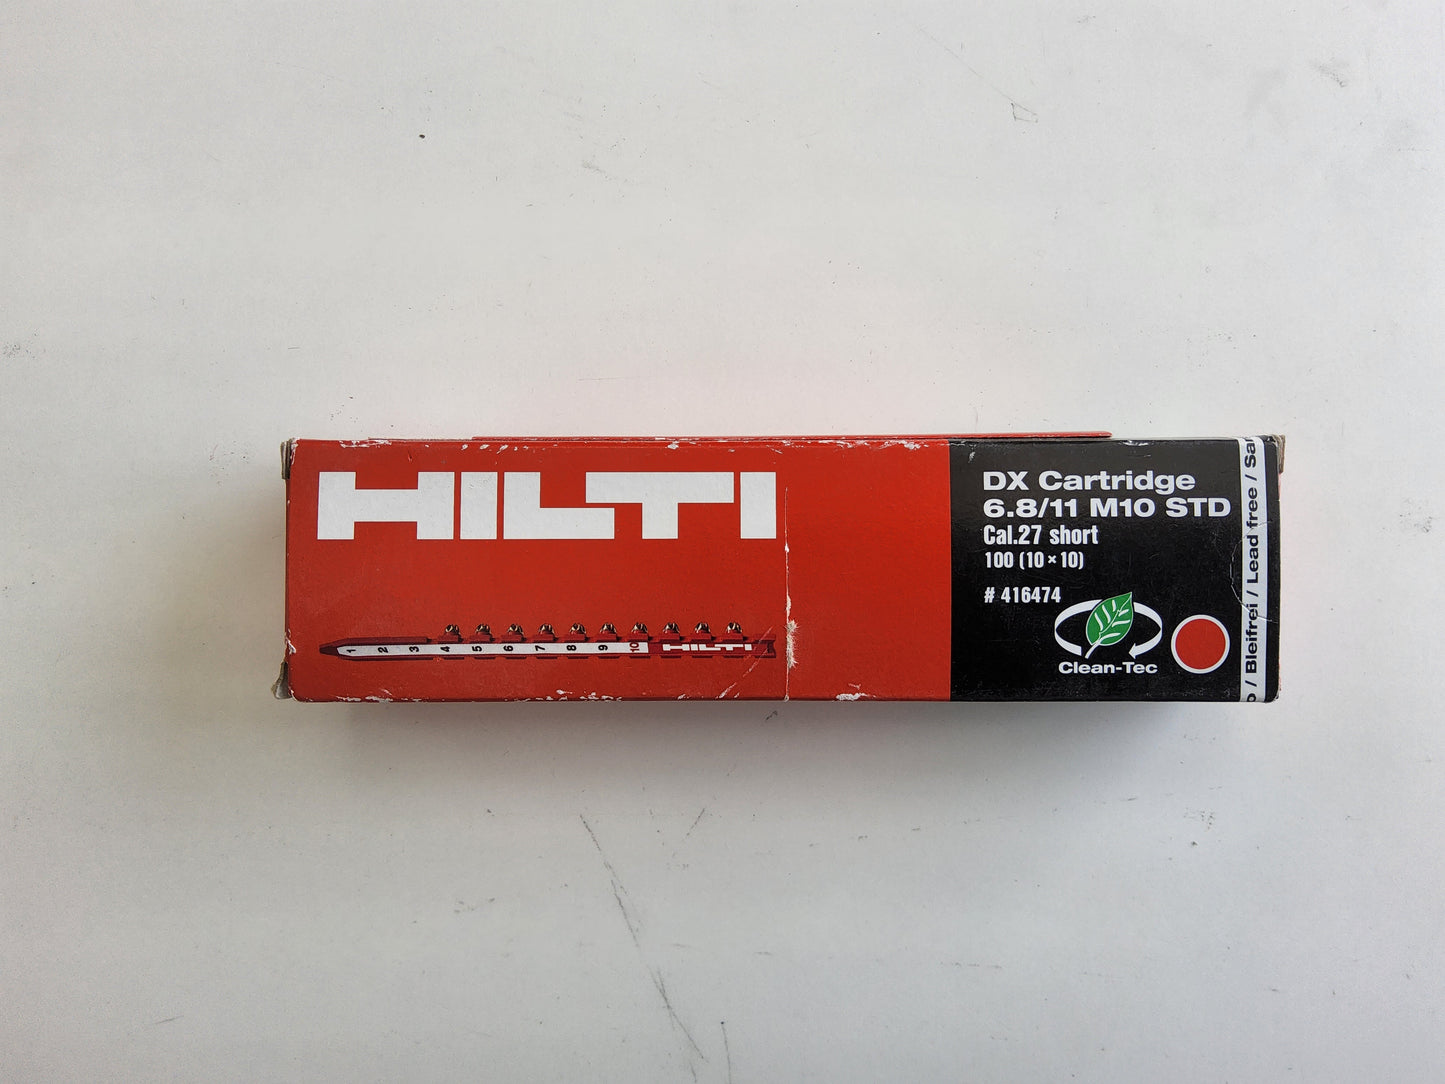 HILTI
1 2 3 4 5 6 7 8 9 10 HILTI
DX Cartridge
6.8/11 M10 STD
Cal.27 short
100 (10 × 10)
# 416474
Clean-Tec
/ Bleifrei / Lead free /